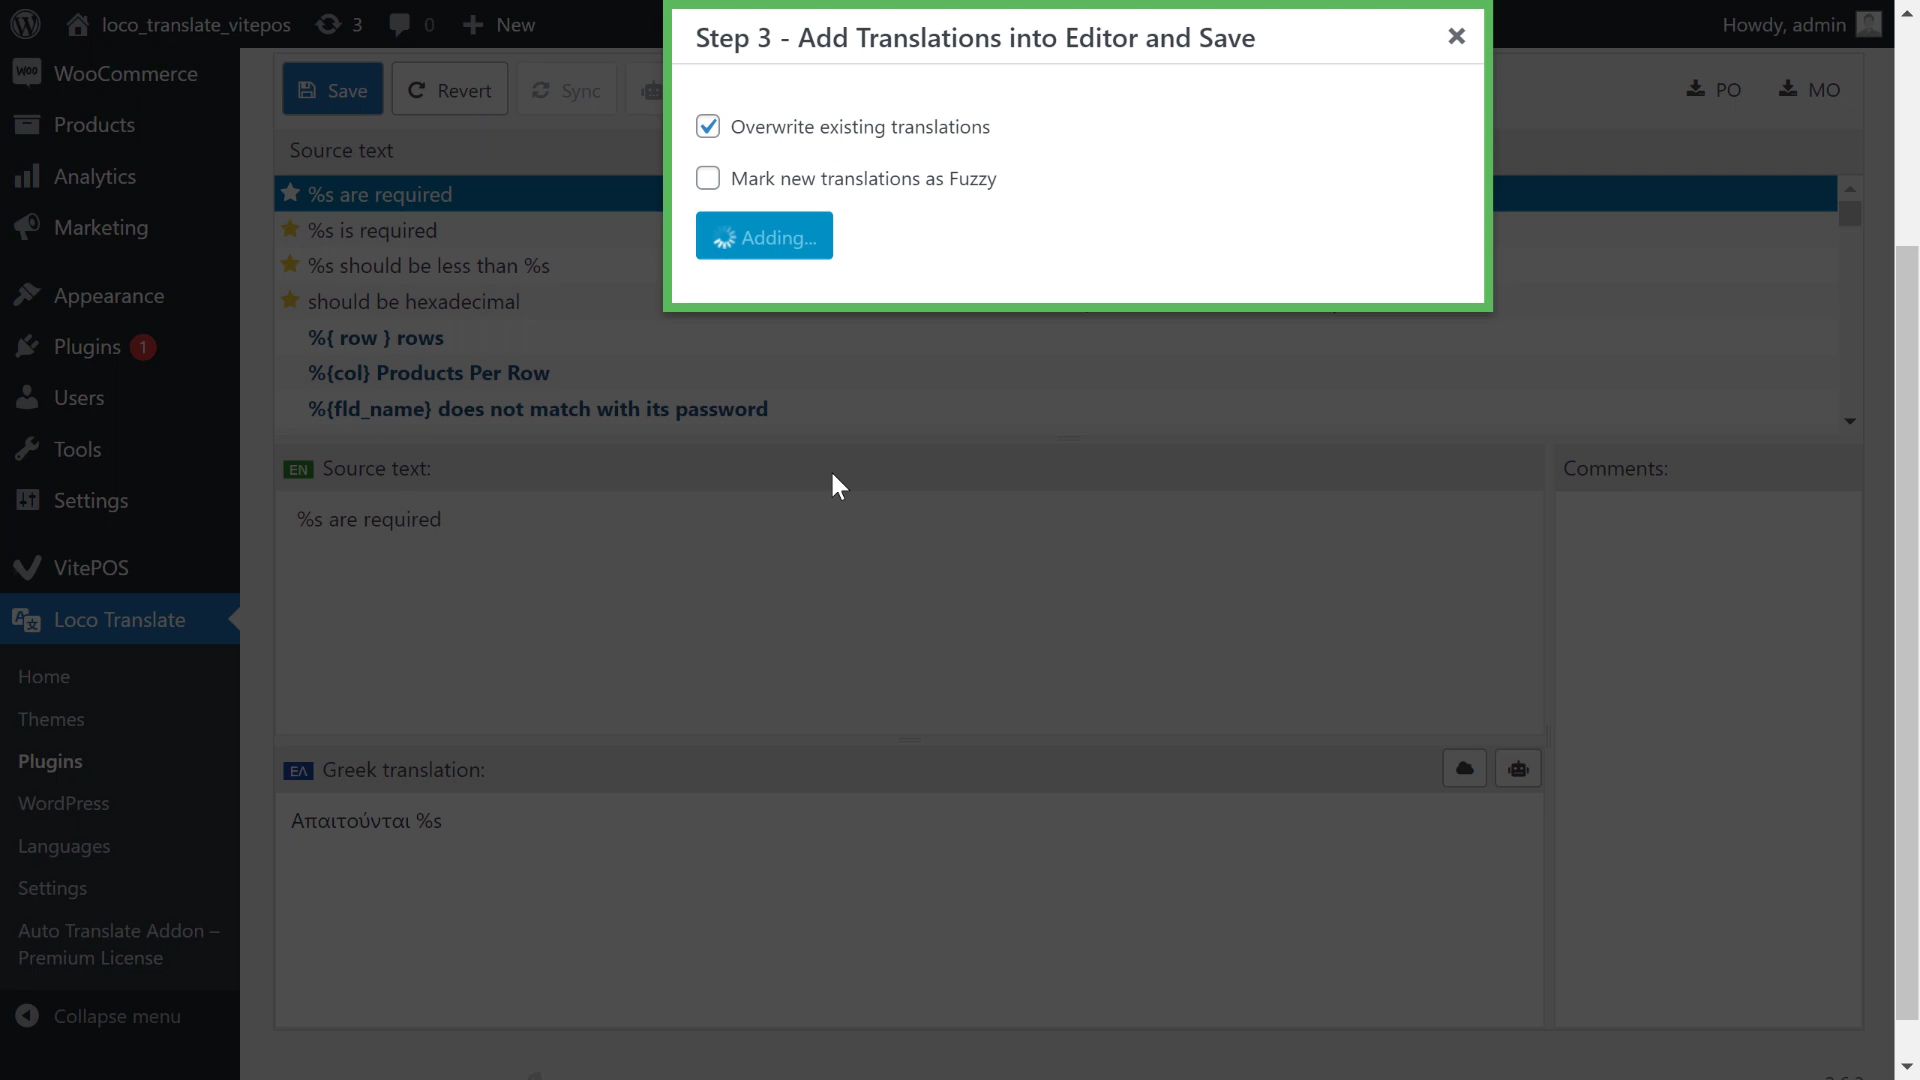 loco_translate_vitepos
3
0
New
Howdy, admin
WooCommerce
Products
Analytics
Marketing
Appearance
Plugins 1
Users
Tools
Settings
VitePOS
Loco Translate
Home
Themes
Plugins
WordPress
Languages
Settings
Auto Translate Addon –
Premium License
Collapse menu
Step 3 - Add Translations into Editor and Save
Overwrite existing translations
Mark new translations as Fuzzy
Adding...
Save
Revert
Sync
PO
MO
Source text
%s are required
%s is required
%s should be less than %s
should be hexadecimal
%{ row } rows
%{col} Products Per Row
%{fld_name} does not match with its password
EN Source text:
%s are required
Comments:
ΕΛ Greek translation:
Απαιτούνται %s